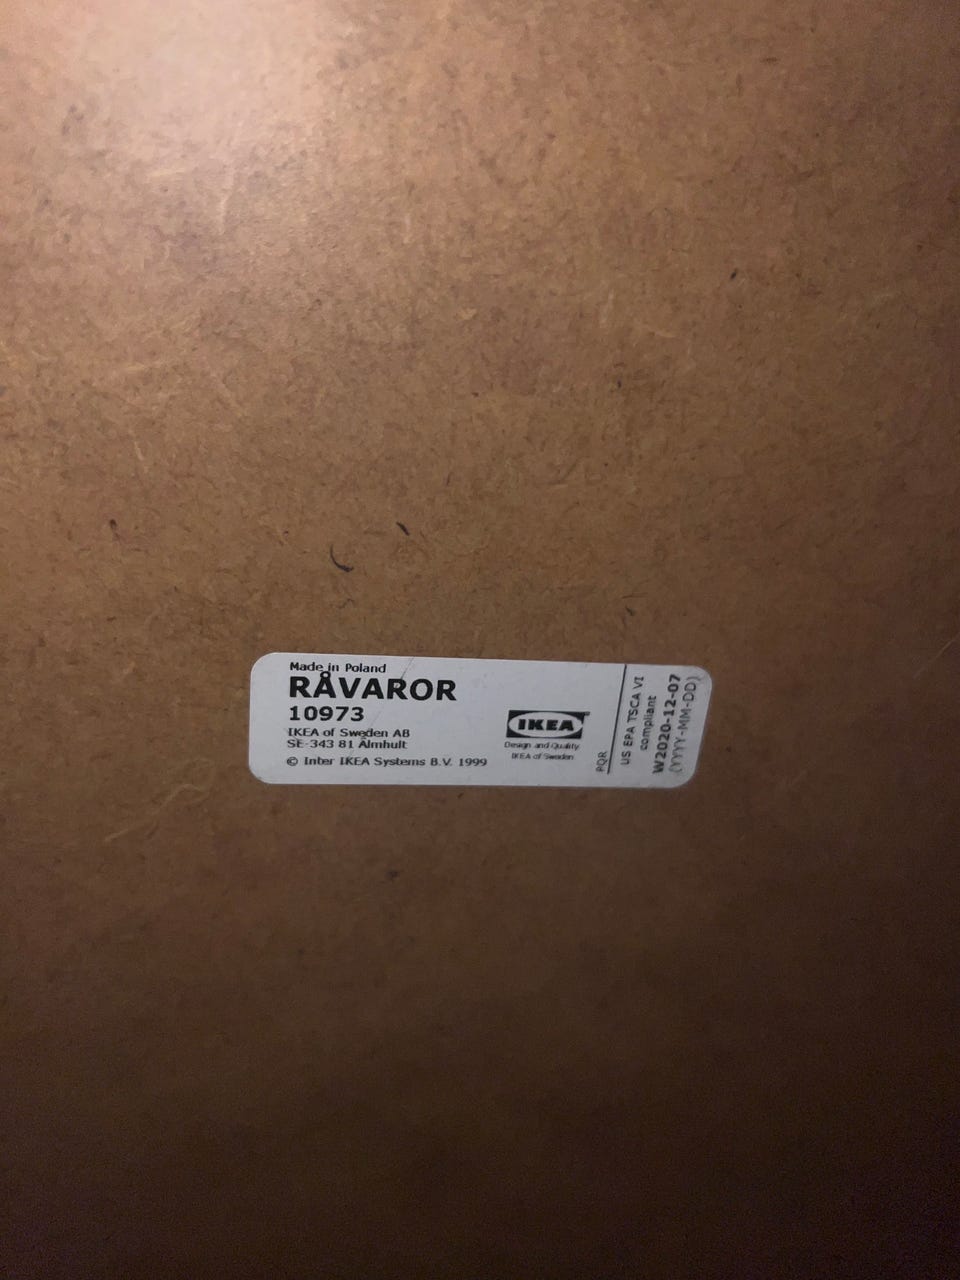 Made in Poland
RÅVAROR
10973
IKEA of Sweden AB
SE-343 81 Älmhult
© Inter IKEA Systems B.V. 1999
IKEA
Design and Quality
IKEA of Sweden
PQR
US EPA TSCA VI
compliant
W2020-12-07
(YYYY-MM-DD)